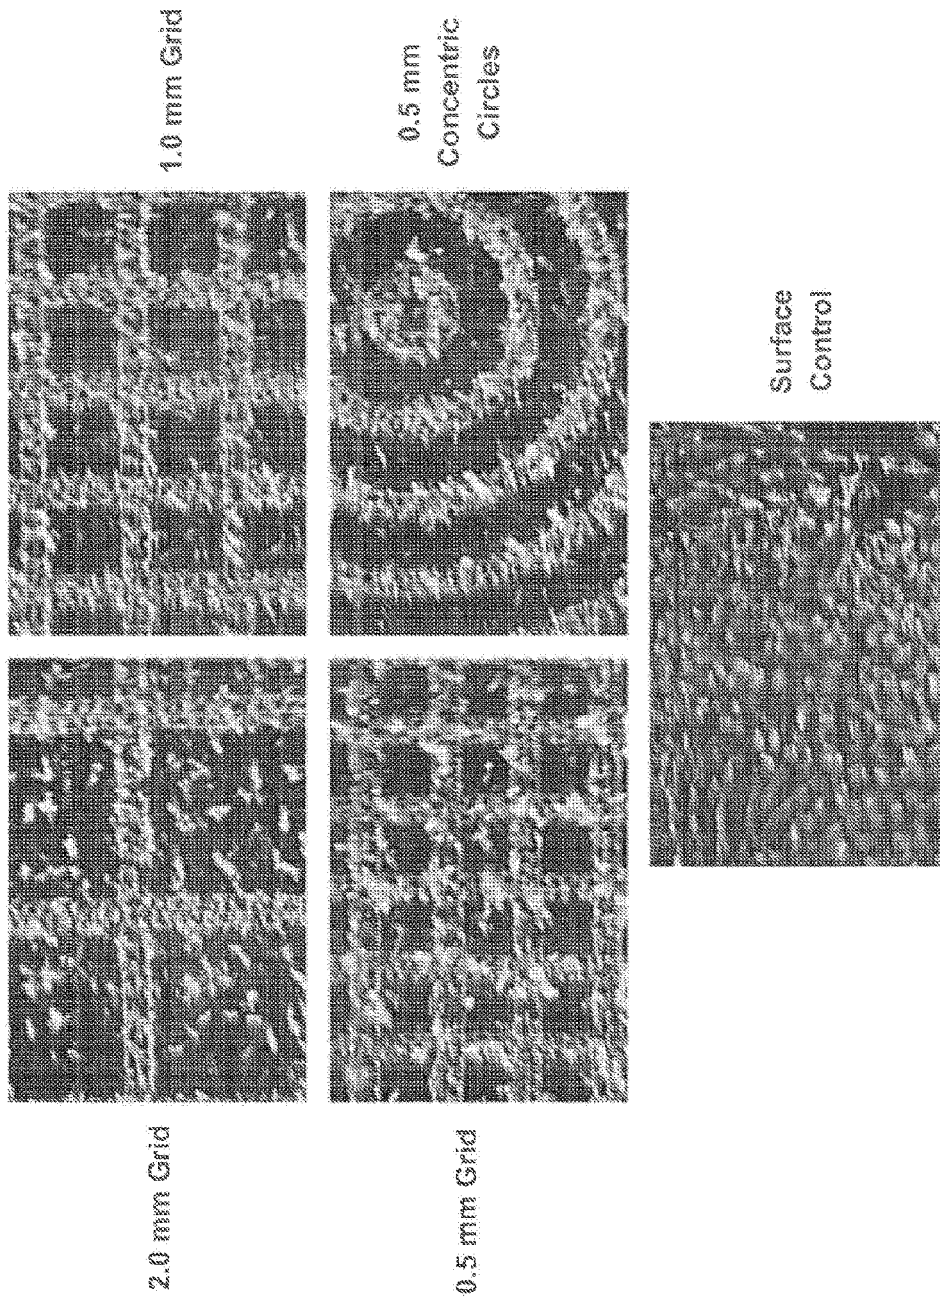 2.0 mm Grid
1.0 mm Grid
0.5 mm Grid
0.5 mm
Concentric
Circles
Surface
Control